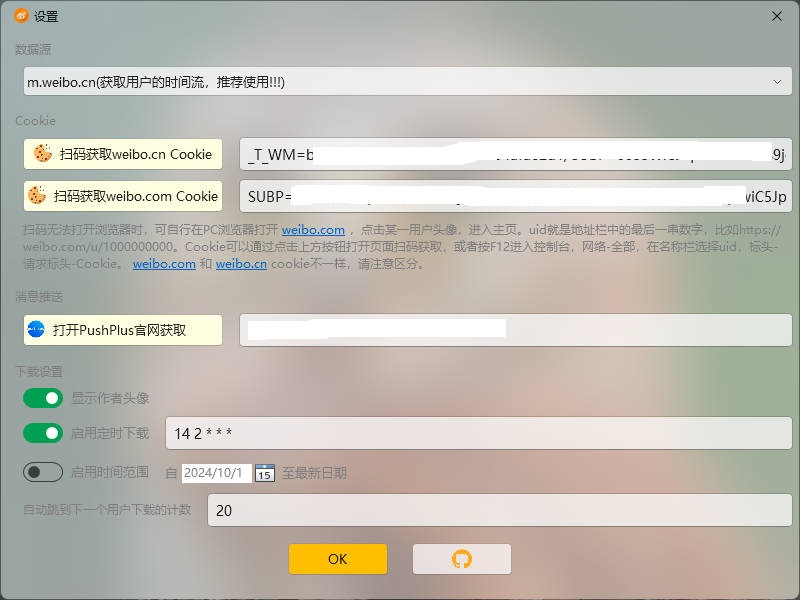 设置
数据源
m.weibo.cn(获取用户的时间流，推荐使用!!!)
Cookie
扫码获取weibo.cn Cookie
_T_WM=b
9j
扫码获取weibo.com Cookie
SUBP=
wiC5Jp
扫码无法打开浏览器时，可自行在PC浏览器打开 weibo.com ，点击某一用户头像，进入主页。uid就是地址栏中的最后一串数字，比如https://
weibo.com/u/1000000000。Cookie可以通过点击上方按钮打开页面扫码获取，或者按F12进入控制台，网络-全部，在名称栏选择uid，标头-
请求标头-Cookie。 weibo.com 和 weibo.cn cookie不一样，请注意区分。
消息推送
打开PushPlus官网获取
下载设置
显示作者头像
启用定时下载
14 2 * * *
启用时间范围 自 2024/10/1 15 至最新日期
自动跳到下一个用户下载的计数
20
OK